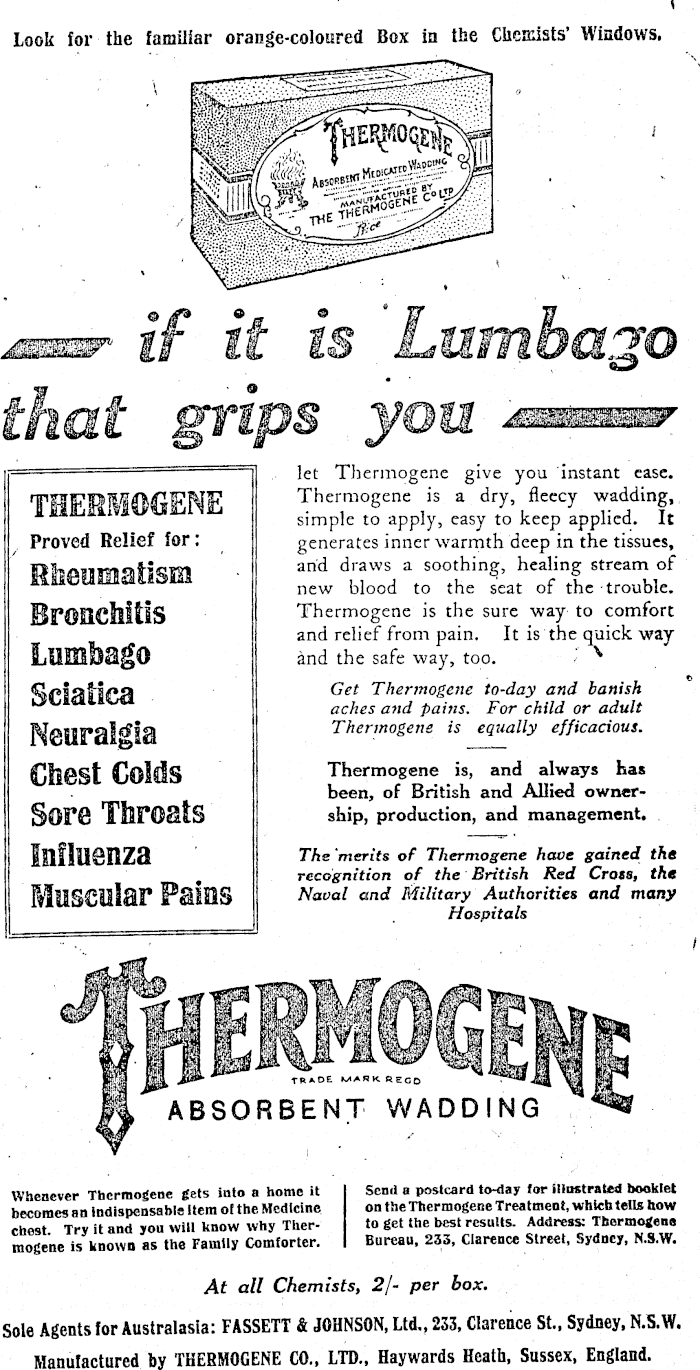 Look for the familiar orange-coloured Box in the Chemists' Windows.
THERMOGENE
ABSORBENT MEDICATED WADDING
MANUFACTURED BY
THE THERMOGENE Co LTD
if it is Lumbago
that grips you
THERMOGENE
Proved Relief for:
Rheumatism
Bronchitis
Lumbago
Sciatica
Neuralgia
Chest Colds
Sore Throats
Influenza
Muscular Pains
let Thermogene give you instant ease.
Thermogene is a dry, fleecy wadding,
simple to apply, easy to keep applied. It
generates inner warmth deep in the tissues,
and draws a soothing, healing stream of
new blood to the seat of the trouble.
Thermogene is the sure way to comfort
and relief from pain. It is the quick way
and the safe way, too.
Get Thermogene to-day and banish
aches and pains. For child or adult
Thermogene is equally efficacious.
Thermogene is, and always has
been, of British and Allied owner-
ship, production, and management.
The merits of Thermogene have gained the
recognition of the British Red Cross, the
Naval and Military Authorities and many
Hospitals
THERMOGENE
TRADE MARK REGD
ABSORBENT WADDING
Whenever Thermogene gets into a home it
becomes an indispensable item of the Medicine
chest. Try it and you will know why Ther-
mogene is known as the Family Comforter.
Send a postcard to-day for illustrated booklet
on the Thermogene Treatment, which tells how
to get the best results. Address: Thermogene
Bureau, 233, Clarence Street, Sydney, N.S.W.
At all Chemists, 2/- per box.
Sole Agents for Australasia: FASSETT & JOHNSON, Ltd., 233, Clarence St., Sydney, N.S.W.
Manufactured by THERMOGENE CO., LTD., Haywards Heath, Sussex, England.